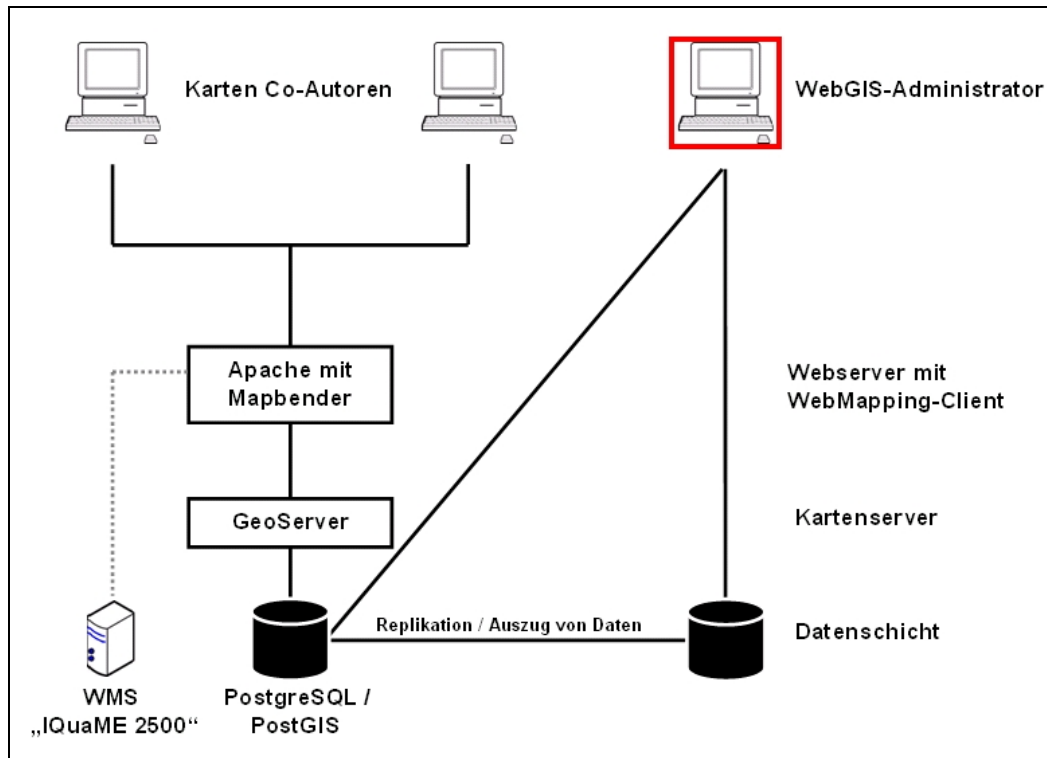 Karten Co-Autoren
WebGIS-Administrator
Apache mit
Mapbender
Webserver mit
WebMapping-Client
GeoServer
Kartenserver
Replikation / Auszug von Daten
Datenschicht
WMS
„IQuaME 2500“
PostgreSQL /
PostGIS